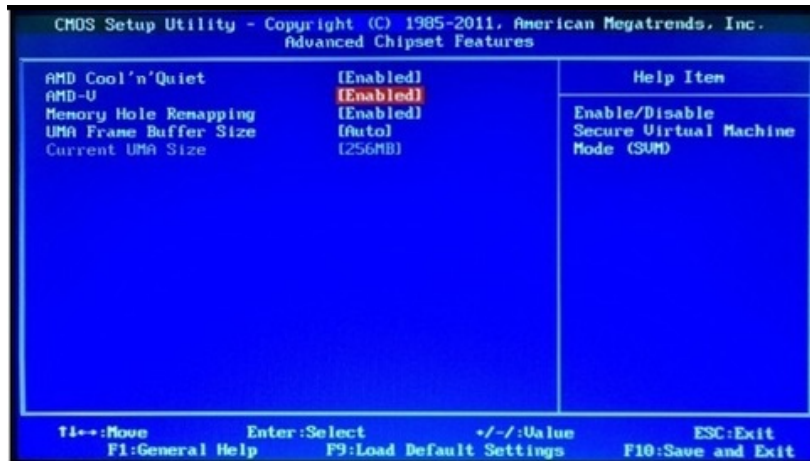 CMOS Setup Utility - Copyright (C) 1985-2011, American Megatrends, Inc.
Advanced Chipset Features
AMD Cool'n'Quiet [Enabled]
AMD-V [Enabled]
Memory Hole Remapping [Enabled]
UMA Frame Buffer Size [Auto]
Current UMA Size [256MB]
Help Item
Enable/Disable
Secure Virtual Machine
Mode (SVM)
↑↓←→:Move Enter:Select +/-/:Value ESC:Exit
F1:General Help F9:Load Default Settings F10:Save and Exit